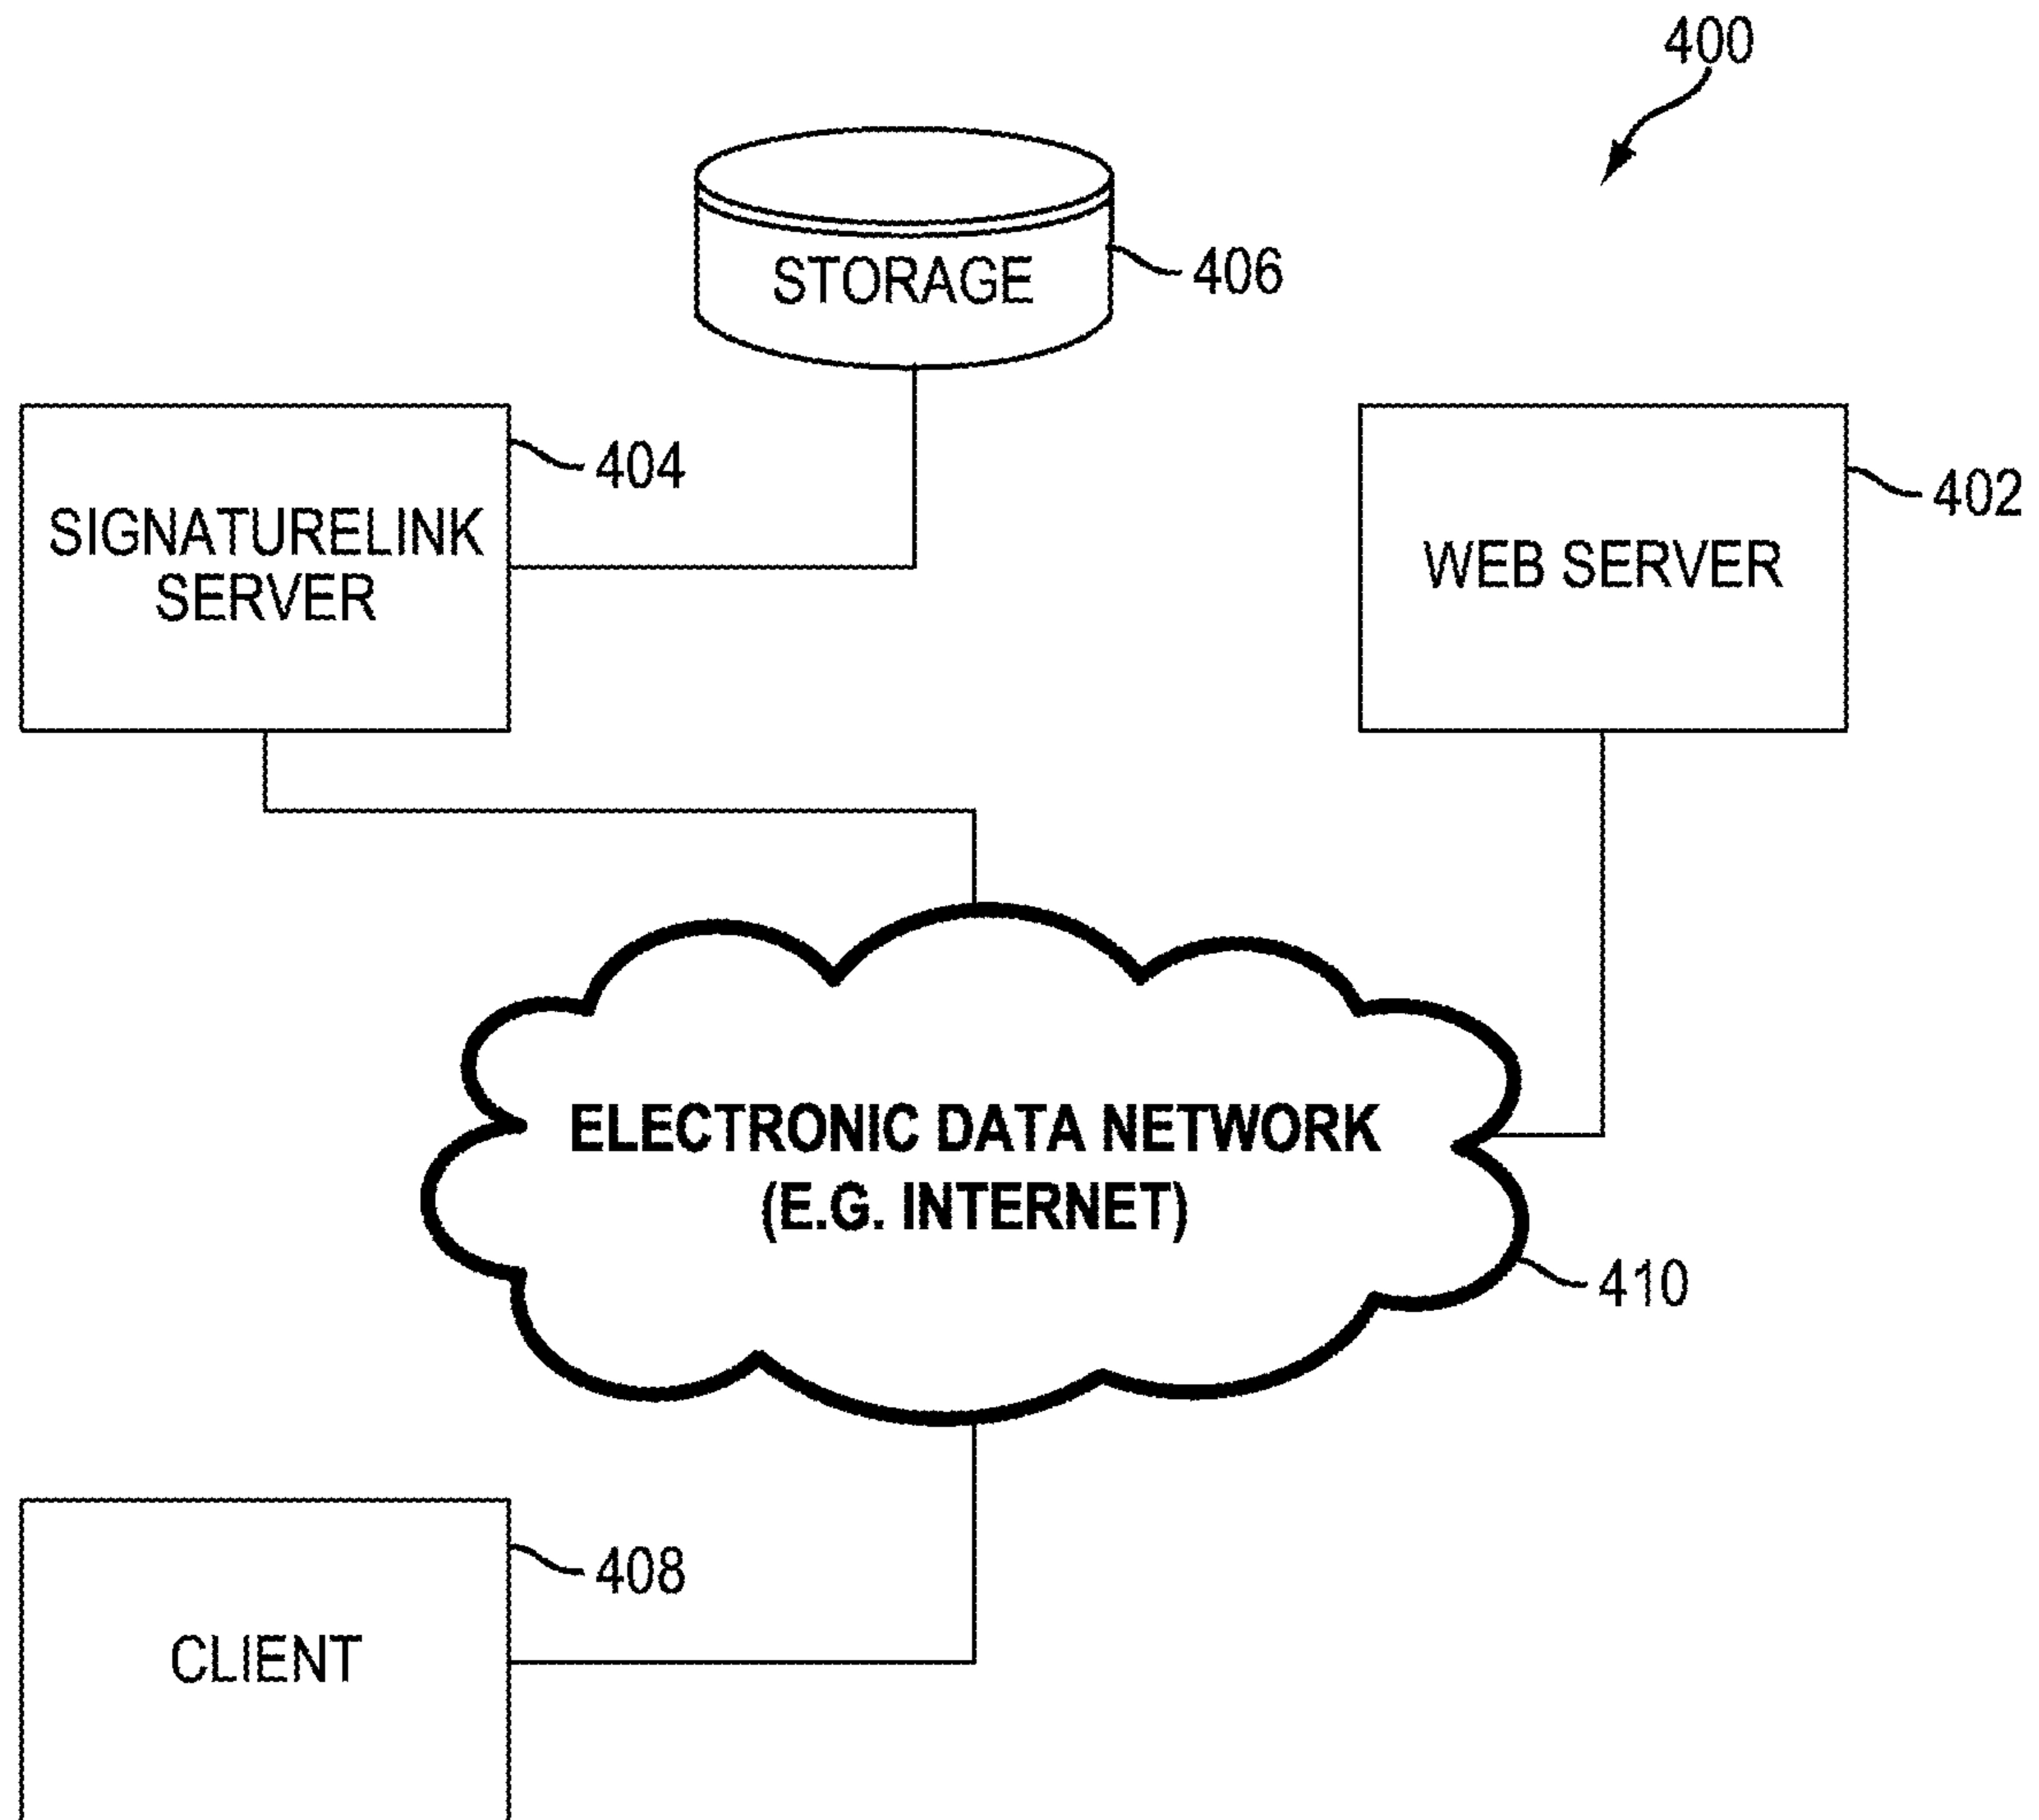 400
STORAGE
406
SIGNATURELINK
SERVER
404
WEB SERVER
402
ELECTRONIC DATA NETWORK
(E.G. INTERNET)
410
CLIENT
408